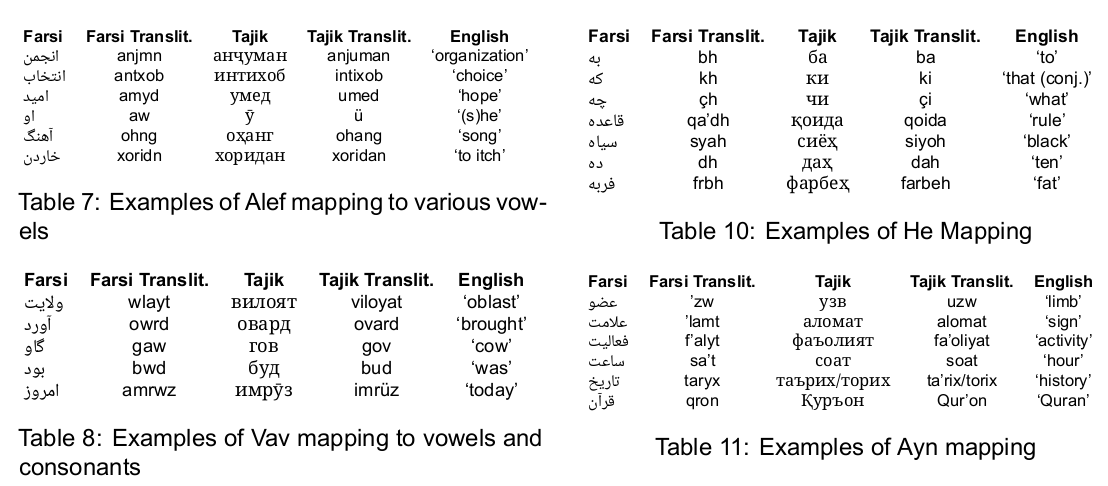 Farsi Farsi Translit. Tajik Tajik Translit. English
انجمن anjmn анҷуман anjuman ‘organization’
انتخاب antxob интихоб intixob ‘choice’
امید amyd умед umed ‘hope’
او aw ӯ ü ‘(s)he’
آهنگ ohng оҳанг ohang ‘song’
خاردن xoridn хоридан xoridan ‘to itch’
Table 7: Examples of Alef mapping to various vow-
els
Farsi Farsi Translit. Tajik Tajik Translit. English
ولایت wlayt вилоят viloyat ‘oblast’
آورد owrd овард ovard ‘brought’
گاو gaw гов gov ‘cow’
بود bwd буд bud ‘was’
امروز amrwz имрӯз imrüz ‘today’
Table 8: Examples of Vav mapping to vowels and
consonants
Farsi Farsi Translit. Tajik Tajik Translit. English
به bh ба ba ‘to’
که kh ки ki ‘that (conj.)’
چه çh чи çi ‘what’
قاعده qa’dh қоида qoida ‘rule’
سیاه syah сиёҳ siyoh ‘black’
ده dh даҳ dah ‘ten’
فربه frbh фарбеҳ farbeh ‘fat’
Table 10: Examples of He Mapping
Farsi Farsi Translit. Tajik Tajik Translit. English
عضو ’zw узв uzw ‘limb’
علامت ’lamt аломат alomat ‘sign’
فعالیت f’alyt фаъолият fa’oliyat ‘activity’
ساعت sa’t соат soat ‘hour’
تاریخ taryx таърих/торих ta’rix/torix ‘history’
قرآن qron Қуръон Qur’on ‘Quran’
Table 11: Examples of Ayn mapping